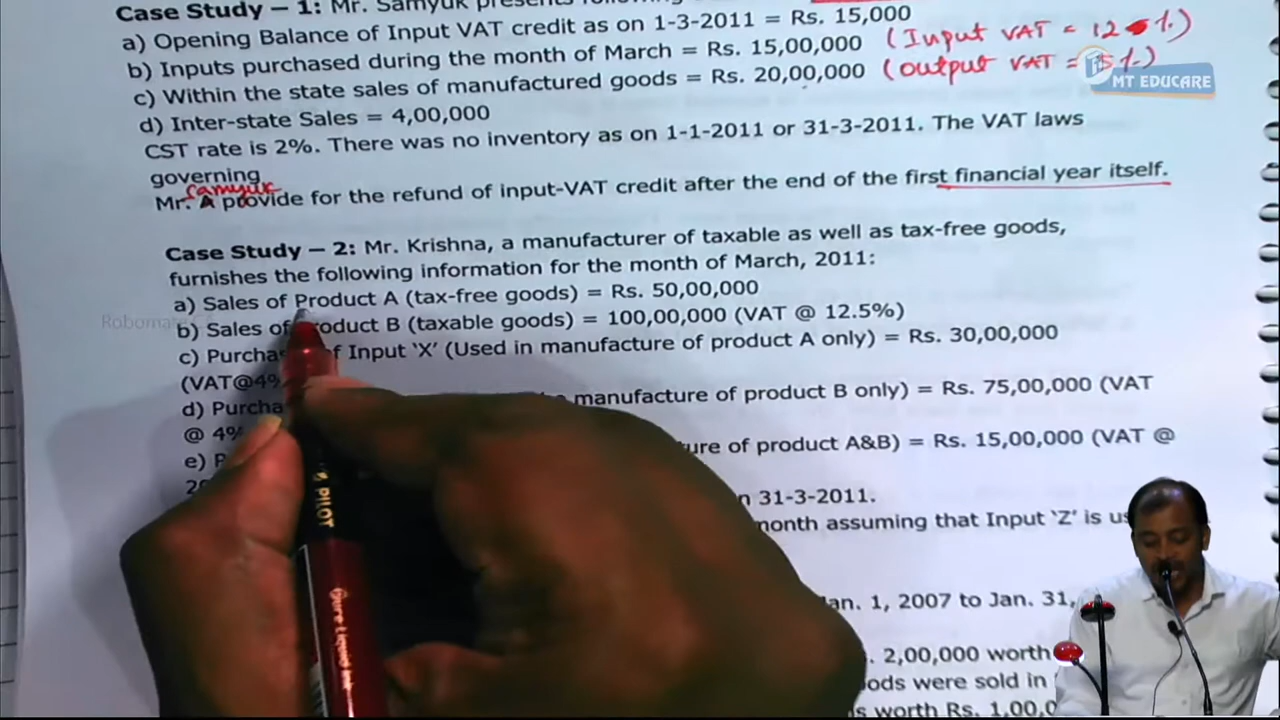 Case Study – 1: Mr. Samyuk presents following
a) Opening Balance of Input VAT credit as on 1-3-2011 = Rs. 15,000
b) Inputs purchased during the month of March = Rs. 15,00,000 (Input VAT = 12 %)
c) Within the state sales of manufactured goods = Rs. 20,00,000 (output VAT = 5%)
MT EDUCARE
d) Inter-state Sales = 4,00,000
CST rate is 2%. There was no inventory as on 1-1-2011 or 31-3-2011. The VAT laws
governing
Samyuk
Mr. A provide for the refund of input-VAT credit after the end of the first financial year itself.
Case Study – 2: Mr. Krishna, a manufacturer of taxable as well as tax-free goods,
furnishes the following information for the month of March, 2011:
a) Sales of Product A (tax-free goods) = Rs. 50,00,000
Robomate
b) Sales of Product B (taxable goods) = 100,00,000 (VAT @ 12.5%)
c) Purchase of Input 'X' (Used in manufacture of product A only) = Rs. 30,00,000
(VAT@4%
d) Purcha manufacture of product B only) = Rs. 75,00,000 (VAT
@ 4% ure of product A&B) = Rs. 15,00,000 (VAT @
e) P
20
n 31-3-2011.
month assuming that Input 'Z' is us
PILOT
Pure Liquid Ink
an. 1, 2007 to Jan. 31,
. 2,00,000 worth
ods were sold in
s worth Rs. 1,00,0